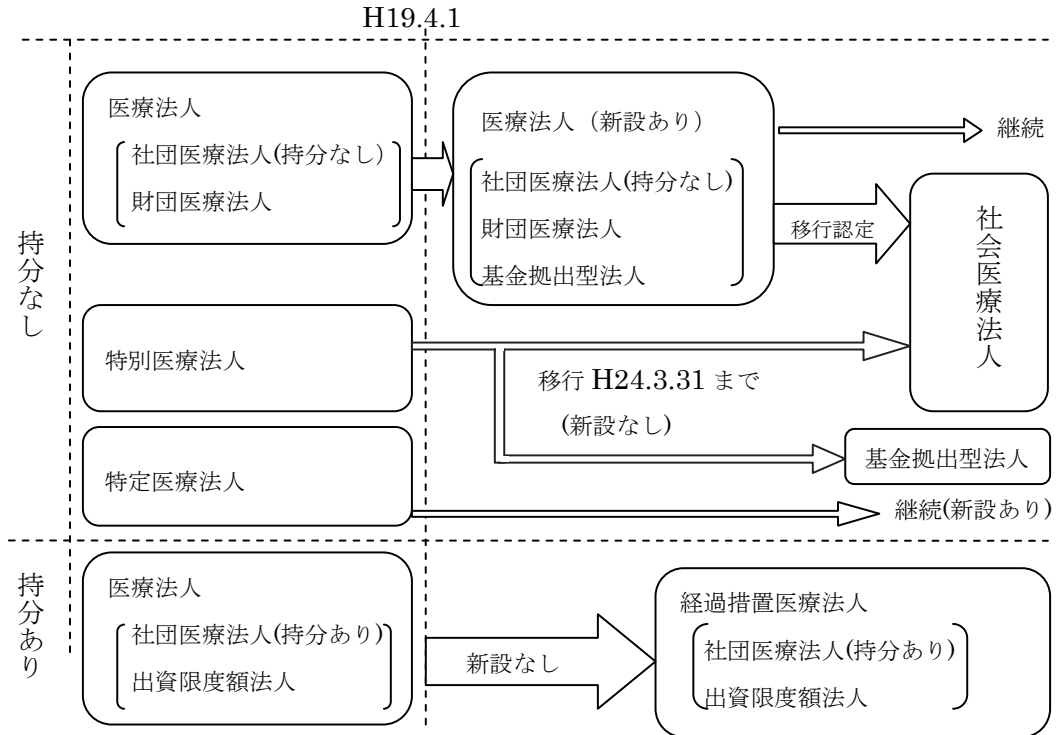 H19.4.1
持分なし
医療法人
社団医療法人(持分なし)
財団医療法人
医療法人（新設あり）
社団医療法人(持分なし)
財団医療法人
基金拠出型法人
継続
移行認定
社会医療法人
特別医療法人
移行 H24.3.31 まで
(新設なし)
基金拠出型法人
特定医療法人
継続(新設あり)
持分あり
医療法人
社団医療法人(持分あり)
出資限度額法人
新設なし
経過措置医療法人
社団医療法人(持分あり)
出資限度額法人